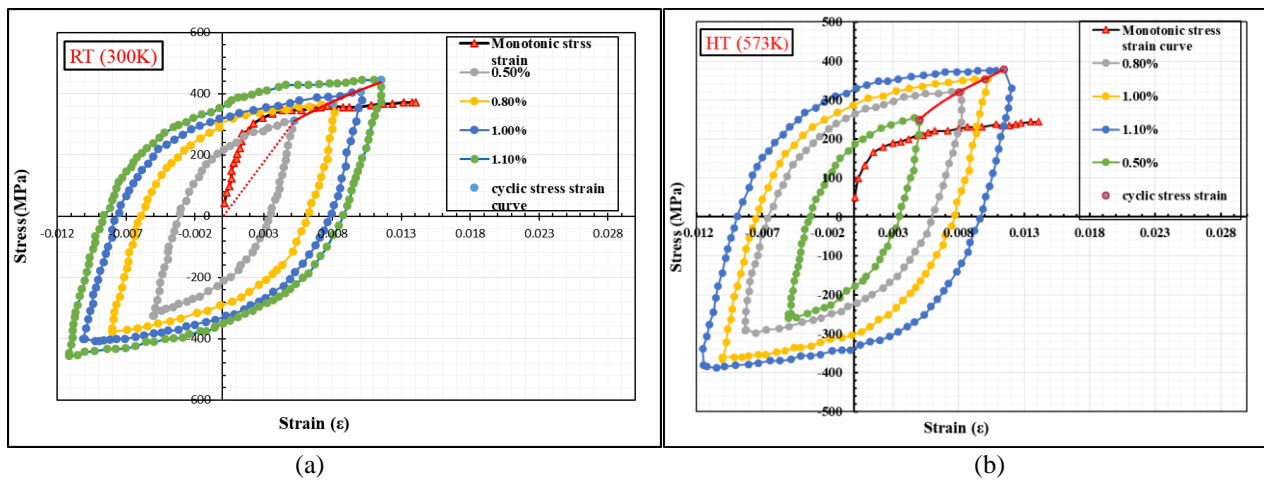 RT (300K)
Monotonic strss
strain
0.50%
0.80%
1.00%
1.10%
cyclic stress strain
curve
600
400
200
0
-200
-400
600
-0.012
-0.007
-0.002
0.003
0.008
0.013
0.018
0.023
0.028
Stress(MPa)
Strain (ε)
(a)
HT (573K)
Monotonic stress
strain curve
0.80%
1.00%
1.10%
0.50%
cyclic stress strain
500
400
300
200
100
0
-100
-200
-300
-400
-500
-0.012
-0.007
-0.002
0.003
0.008
0.013
0.018
0.023
0.028
Stress (MPa)
Strain (ε)
(b)